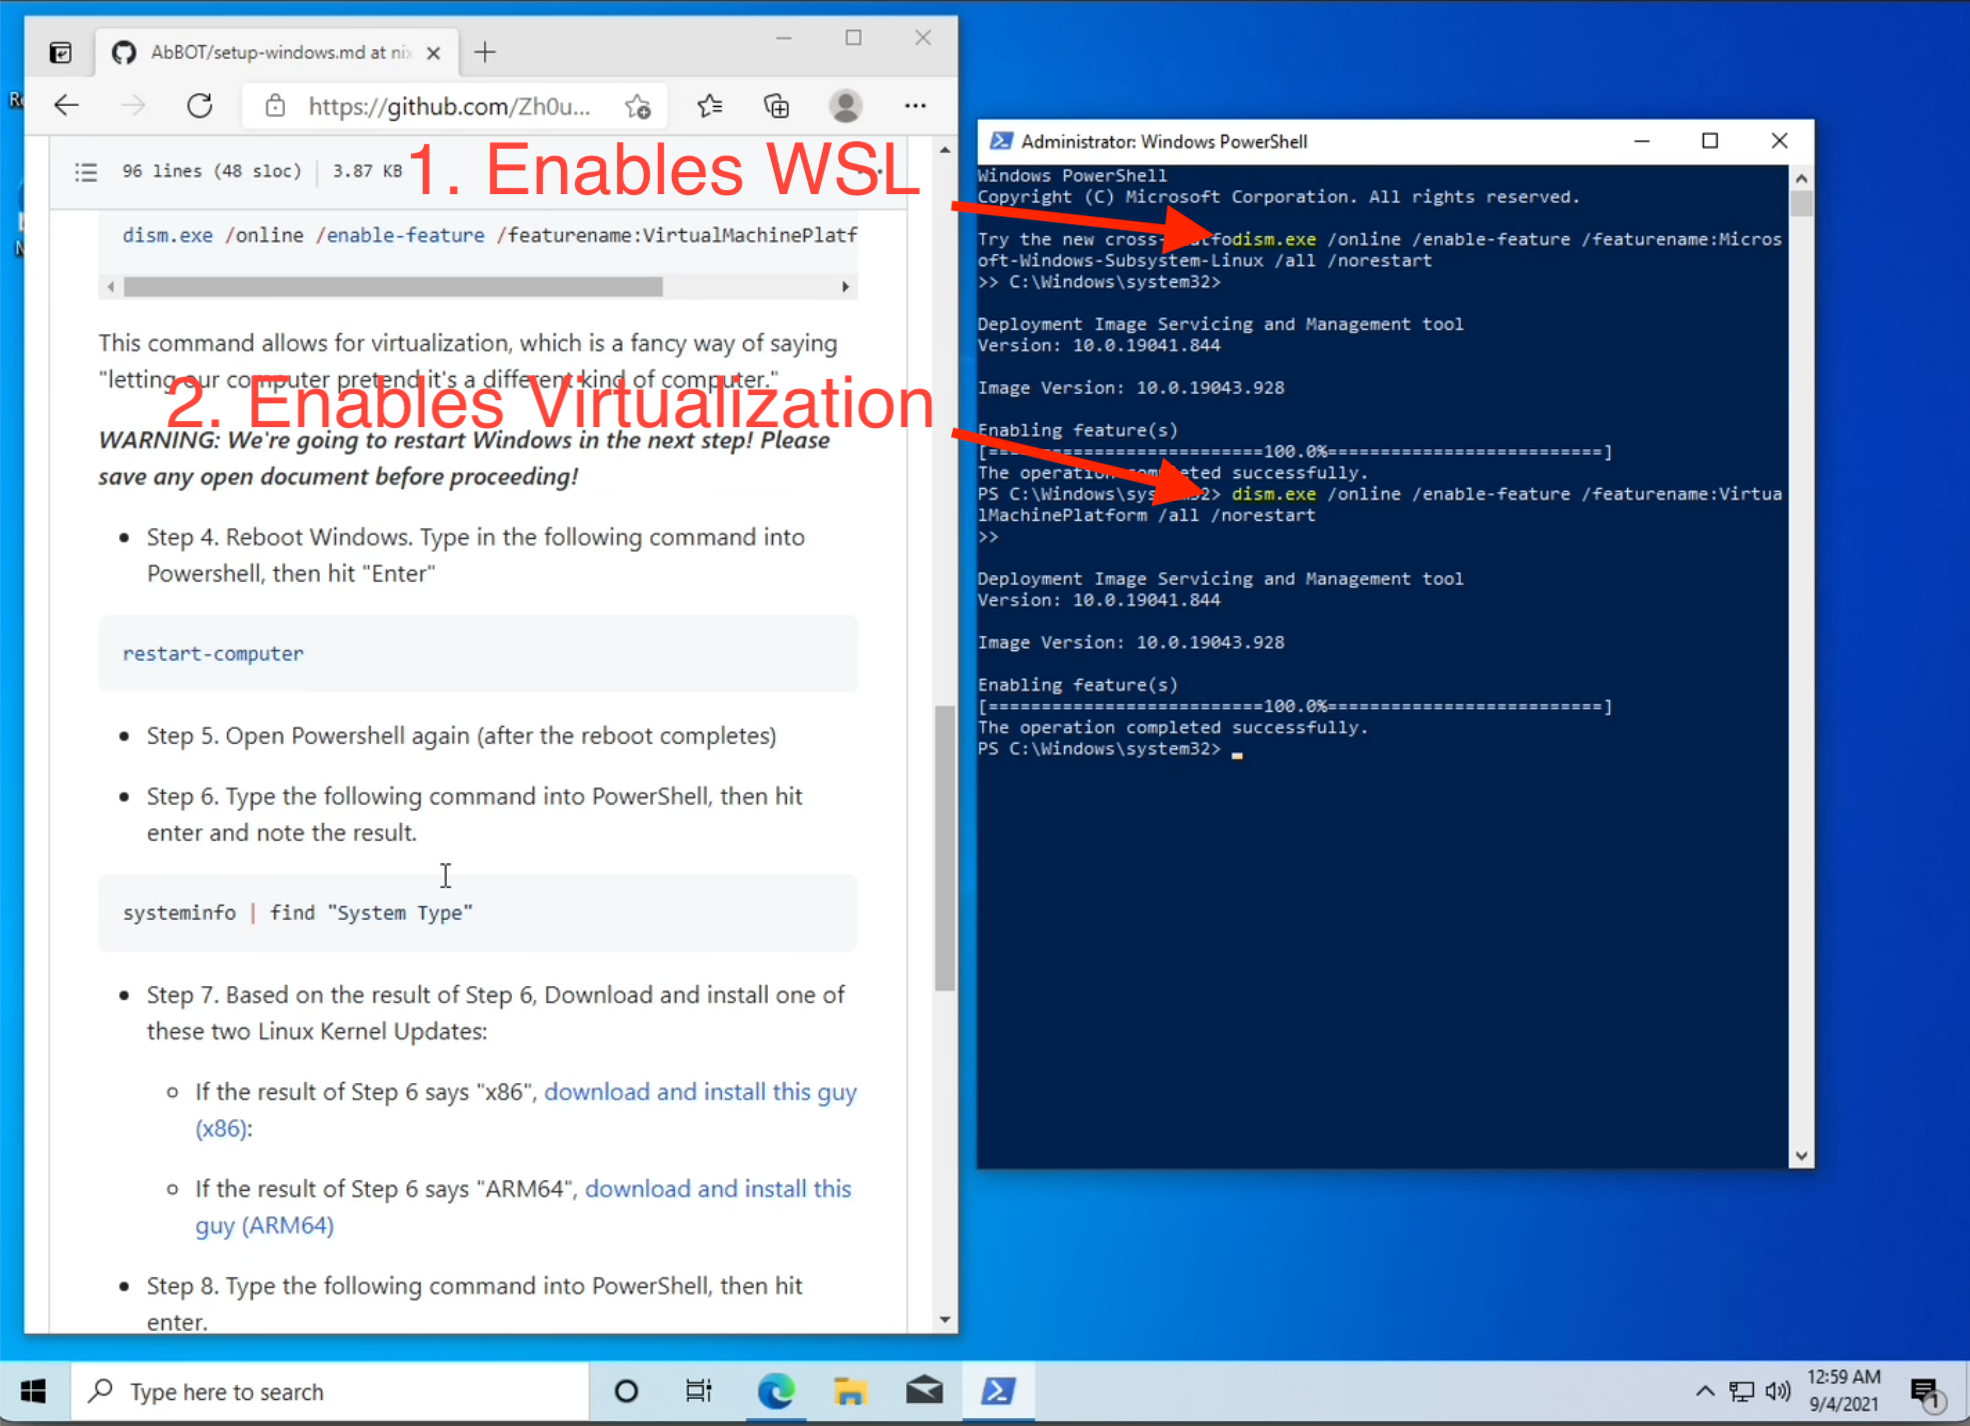 AbBOT/setup-windows.md at nix
https://github.com/Zh0u...
96 lines (48 sloc) 3.87 KB
1. Enables WSL
dism.exe /online /enable-feature /featurename:VirtualMachinePlatf
This command allows for virtualization, which is a fancy way of saying
"letting our computer pretend it's a different kind of computer."
2. Enables Virtualization
WARNING: We're going to restart Windows in the next step! Please
save any open document before proceeding!
Step 4. Reboot Windows. Type in the following command into
Powershell, then hit "Enter"
restart-computer
Step 5. Open Powershell again (after the reboot completes)
Step 6. Type the following command into PowerShell, then hit
enter and note the result.
systeminfo | find "System Type"
Step 7. Based on the result of Step 6, Download and install one of
these two Linux Kernel Updates:
If the result of Step 6 says "x86", download and install this guy
(x86):
If the result of Step 6 says "ARM64", download and install this
guy (ARM64)
Step 8. Type the following command into PowerShell, then hit
enter.
Administrator: Windows PowerShell
Windows PowerShell
Copyright (C) Microsoft Corporation. All rights reserved.
Try the new cross-platfodism.exe /online /enable-feature /featurename:Micros
oft-Windows-Subsystem-Linux /all /norestart
>> C:\Windows\system32>
Deployment Image Servicing and Management tool
Version: 10.0.19041.844
Image Version: 10.0.19043.928
Enabling feature(s)
[==========================100.0%==========================]
The operation completed successfully.
PS C:\Windows\system32> dism.exe /online /enable-feature /featurename:Virtua
lMachinePlatform /all /norestart
>>
Deployment Image Servicing and Management tool
Version: 10.0.19041.844
Image Version: 10.0.19043.928
Enabling feature(s)
[==========================100.0%==========================]
The operation completed successfully.
PS C:\Windows\system32>
Type here to search
12:59 AM
9/4/2021
1